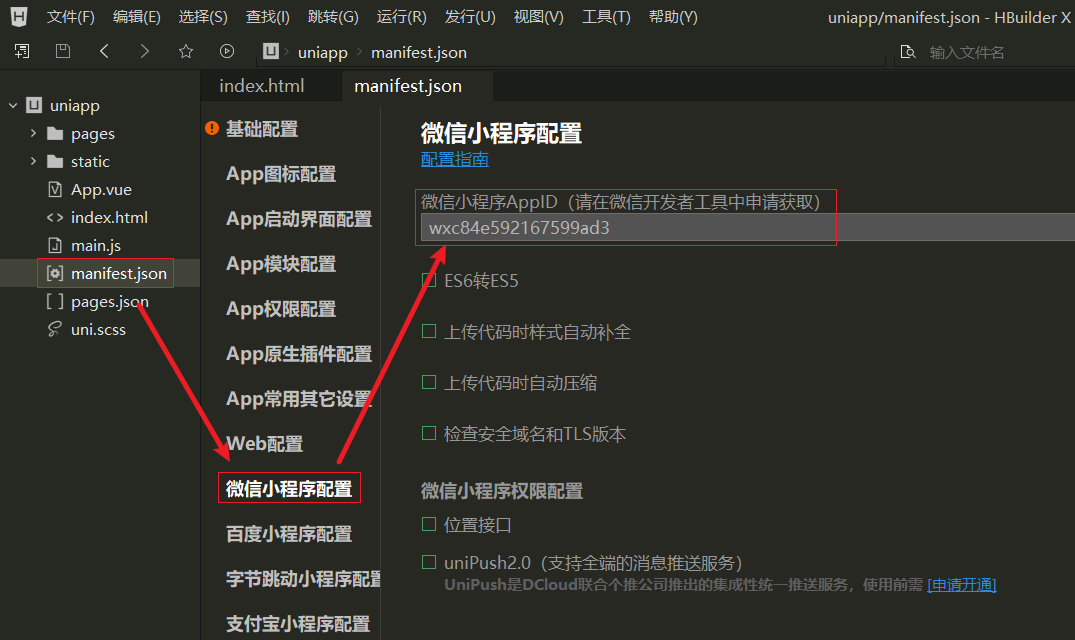 文件(F) 编辑(E) 选择(S) 查找(I) 跳转(G) 运行(R) 发行(U) 视图(V) 工具(T) 帮助(Y) uniapp/manifest.json - HBuilder X
uniapp manifest.json 输入文件名
index.html manifest.json
uniapp
pages
static
App.vue
index.html
main.js
manifest.json
pages.json
uni.scss
基础配置
App图标配置
App启动界面配置
App模块配置
App权限配置
App原生插件配置
App常用其它设置
Web配置
微信小程序配置
百度小程序配置
字节跳动小程序配置
支付宝小程序配置
微信小程序配置
配置指南
微信小程序AppID（请在微信开发者工具中申请获取）
wxc84e592167599ad3
ES6转ES5
上传代码时样式自动补全
上传代码时自动压缩
检查安全域名和TLS版本
微信小程序权限配置
位置接口
uniPush2.0（支持全端的消息推送服务）
UniPush是DCloud联合个推公司推出的集成性统一推送服务，使用前需 [申请开通]